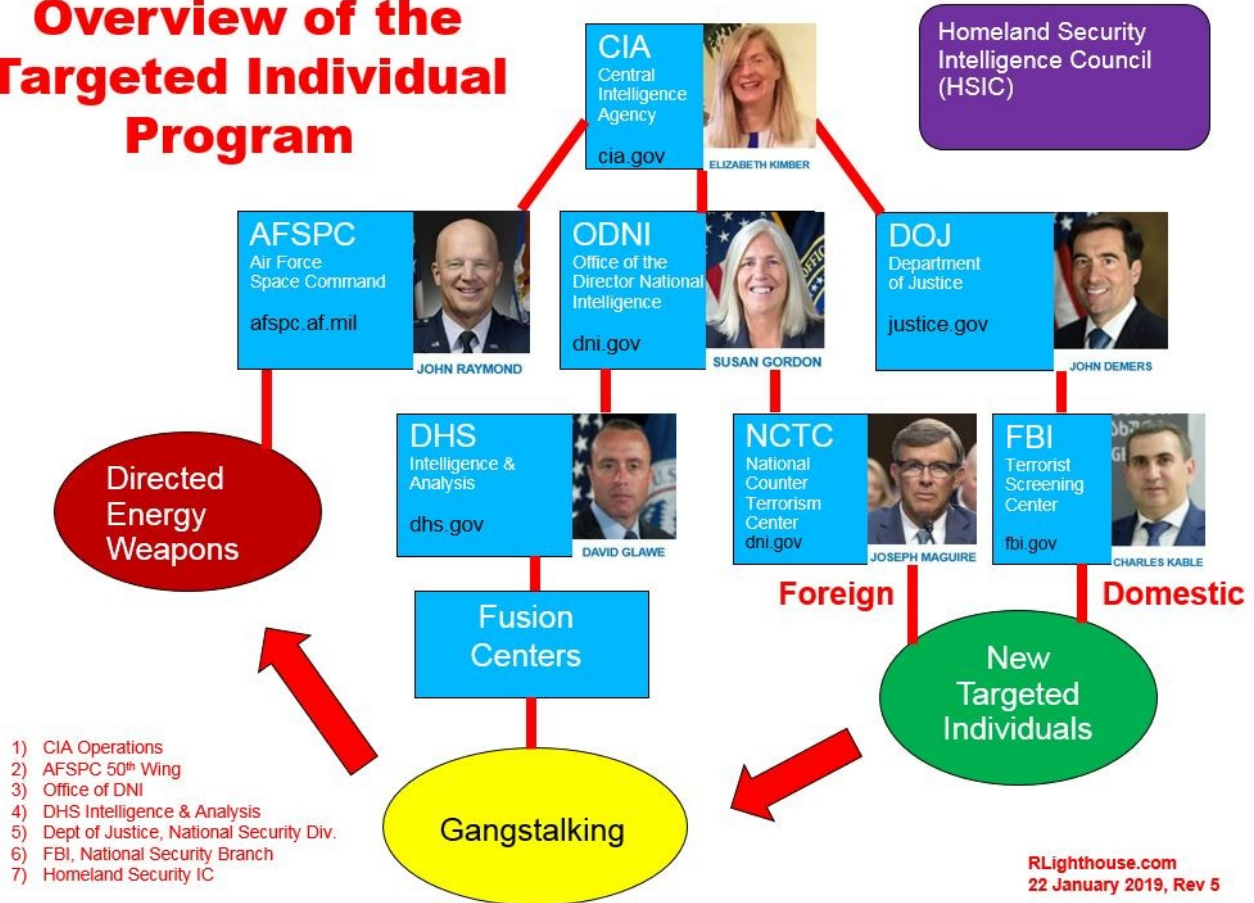 Overview of the
Targeted Individual
Program
CIA
Central
Intelligence
Agency
cia.gov
ELIZABETH KIMBER
Homeland Security
Intelligence Council
(HSIC)
AFSPC
Air Force
Space Command
afspc.af.mil
JOHN RAYMOND
ODNI
Office of the
Director National
Intelligence
dni.gov
SUSAN GORDON
DOJ
Department
of Justice
justice.gov
JOHN DEMERS
Directed
Energy
Weapons
DHS
Intelligence &
Analysis
dhs.gov
DAVID GLAWE
NCTC
National
Counter
Terrorism
Center
dni.gov
JOSEPH MAGUIRE
FBI
Terrorist
Screening
Center
fbi.gov
CHARLES KABLE
Foreign
Domestic
Fusion
Centers
New
Targeted
Individuals
Gangstalking
1) CIA Operations
2) AFSPC 50th Wing
3) Office of DNI
4) DHS Intelligence & Analysis
5) Dept of Justice, National Security Div.
6) FBI, National Security Branch
7) Homeland Security IC
RLighthouse.com
22 January 2019, Rev 5